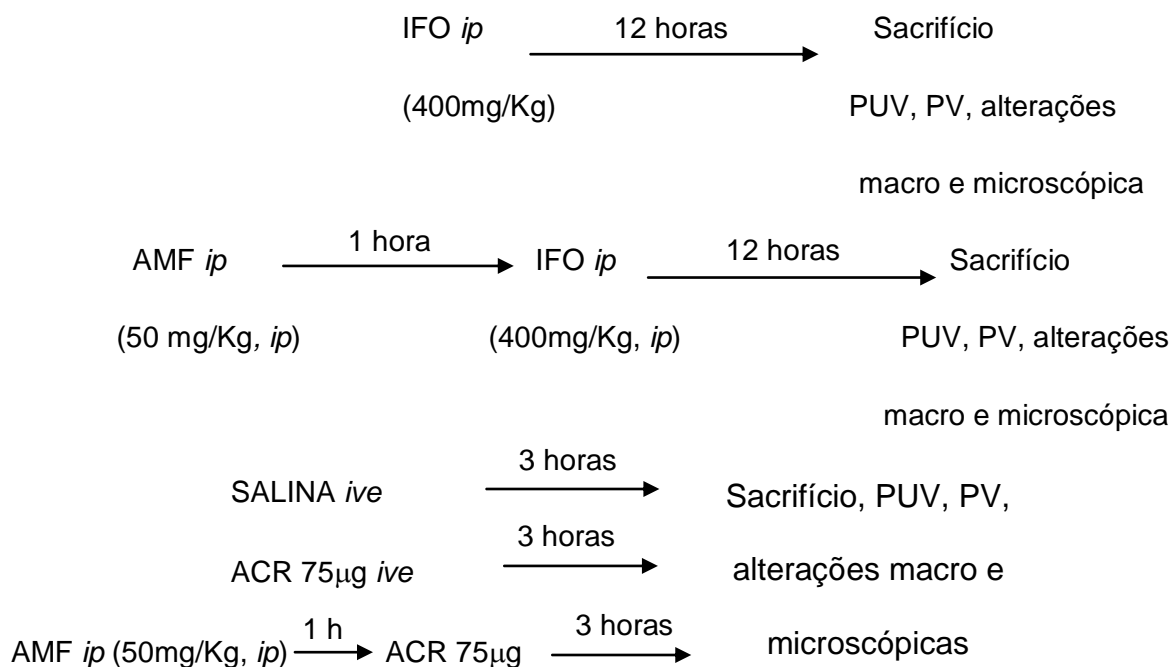 IFO ip 12 horas Sacrifício
(400mg/Kg) PUV, PV, alterações
macro e microscópica
AMF ip 1 hora IFO ip 12 horas Sacrifício
(50 mg/Kg, ip) (400mg/Kg, ip) PUV, PV, alterações
macro e microscópica
SALINA ive 3 horas Sacrifício, PUV, PV,
ACR 75μg ive 3 horas alterações macro e
AMF ip (50mg/Kg, ip) 1 h ACR 75μg 3 horas microscópicas